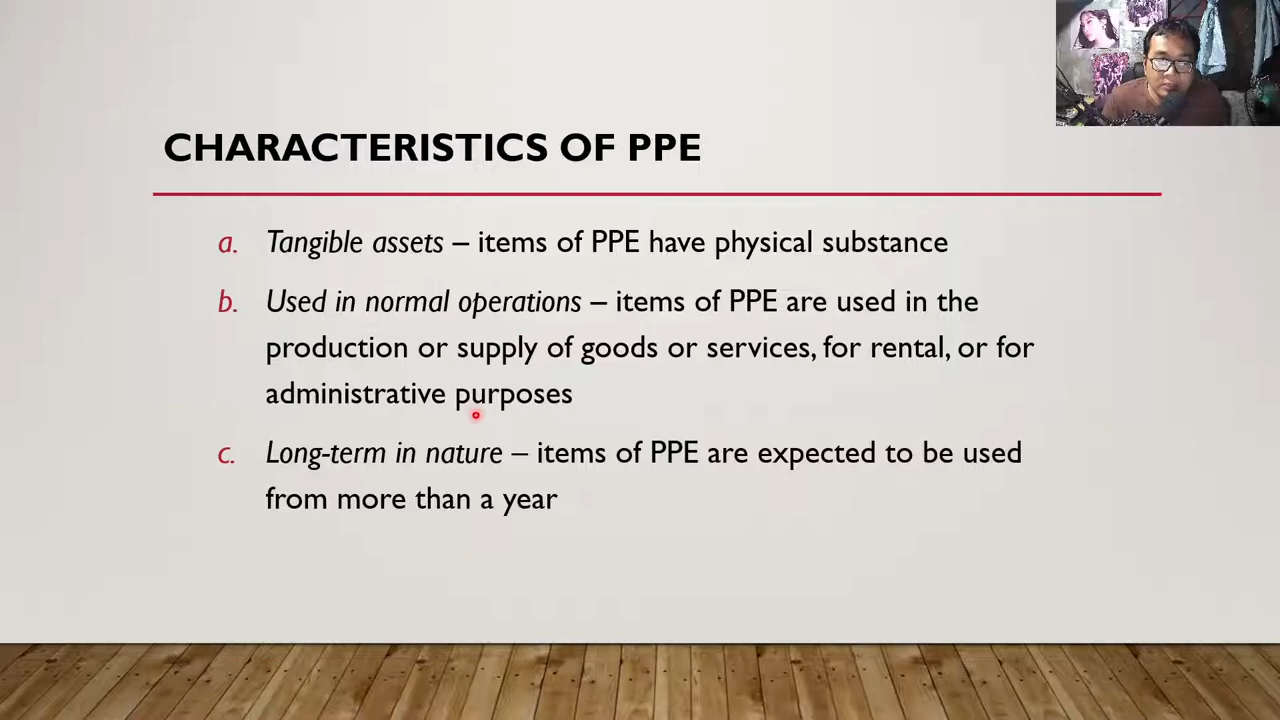 CHARACTERISTICS OF PPE
a. Tangible assets – items of PPE have physical substance
b. Used in normal operations – items of PPE are used in the
production or supply of goods or services, for rental, or for
administrative purposes
c. Long-term in nature – items of PPE are expected to be used
from more than a year